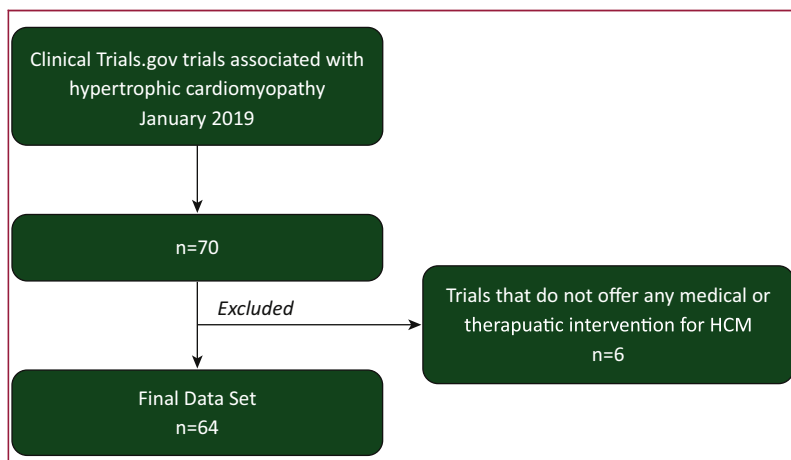 Clinical Trials.gov trials associated with
hypertrophic cardiomyopathy
January 2019
n=70
Excluded
Trials that do not offer any medical or
therapuatic intervention for HCM
n=6
Final Data Set
n=64